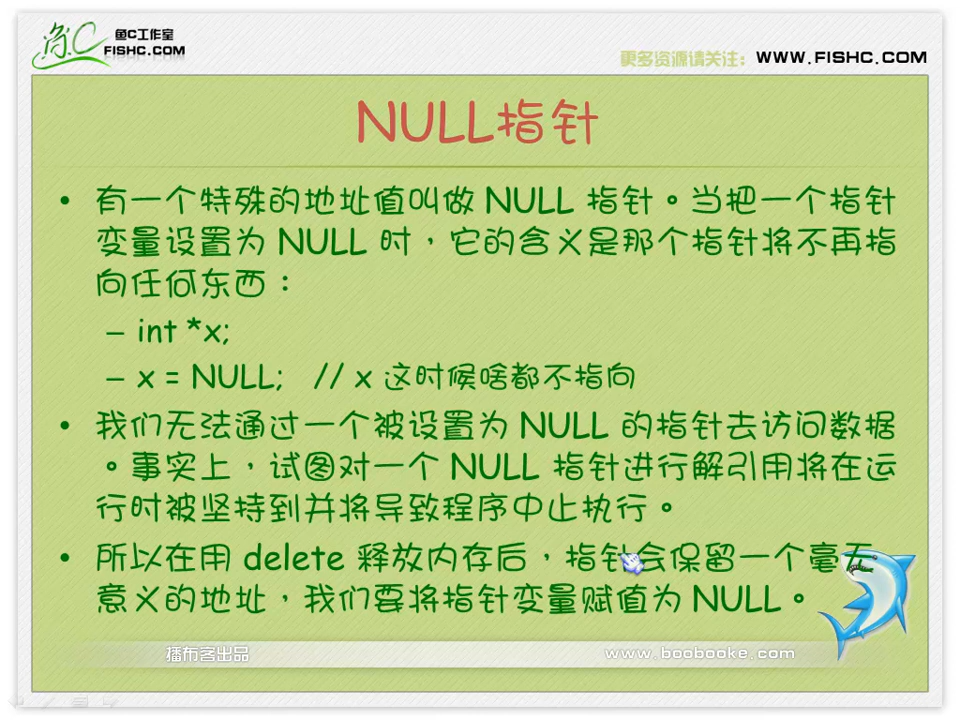 鱼C工作室
FISHC.COM
更多资源请关注: WWW.FISHC.COM
NULL指针
• 有一个特殊的地址值叫做 NULL 指针。当把一个指针
变量设置为 NULL 时，它的含义是那个指针将不再指
向任何东西：
– int *x;
– x = NULL; // x 这时候啥都不指向
• 我们无法通过一个被设置为 NULL 的指针去访问数据
。事实上，试图对一个 NULL 指针进行解引用将在运
行时被坚持到并将导致程序中止执行。
• 所以在用 delete 释放内存后，指针会保留一个毫无
意义的地址，我们要将指针变量赋值为 NULL。
播布客出品
www.boobooke.com